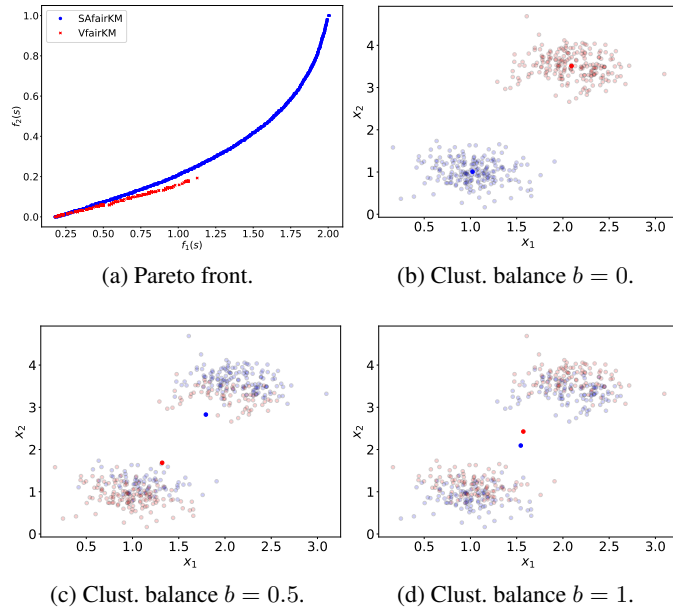 SAfairKM
VfairKM
1.0
0.8
0.6
0.4
0.2
0.0
f₂(s)
0.25 0.50 0.75 1.00 1.25 1.50 1.75 2.00
f₁(s)
(a) Pareto front.
4
3
2
1
0
x₂
0.5 1.0 1.5 2.0 2.5 3.0
x₁
(b) Clust. balance b = 0.
4
3
2
1
0
x₂
0.5 1.0 1.5 2.0 2.5 3.0
x₁
(c) Clust. balance b = 0.5.
4
3
2
1
0
x₂
0.5 1.0 1.5 2.0 2.5 3.0
x₁
(d) Clust. balance b = 1.